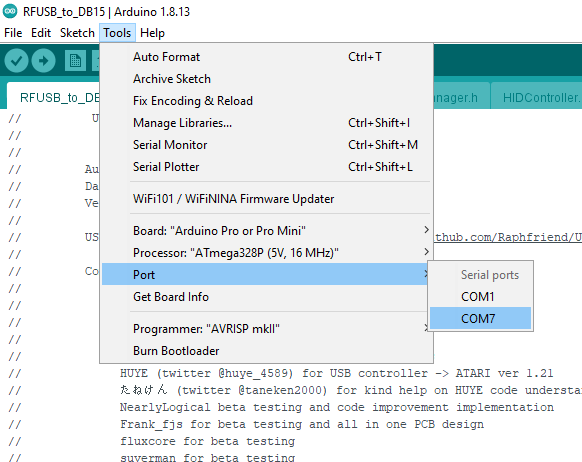 RFUSB_to_DB15 | Arduino 1.8.13
File Edit Sketch Tools Help
RFUSB_to_DB
anager.h
HIDController.
Auto Format Ctrl+T
Archive Sketch
Fix Encoding & Reload
Manage Libraries... Ctrl+Shift+I
Serial Monitor Ctrl+Shift+M
Serial Plotter Ctrl+Shift+L
WiFi101 / WiFiNINA Firmware Updater
Board: "Arduino Pro or Pro Mini"
Processor: "ATmega328P (5V, 16 MHz)"
Port
Get Board Info
Programmer: "AVRISP mkII"
Burn Bootloader
Serial ports
COM1
COM7
// U
//
//
// Au
// Da
// Ve
//
// US thub.com/Raphfriend/U
//
// Co
//
//
//
//
//
// HUYE (twitter @huye_4589) for USB controller -> ATARI ver 1.21
// たねけん (twitter @taneken2000) for kind help on HUYE code understa
// NearlyLogical beta testing and code improvement implementation
// Frank_fjs for beta testing and all in one PCB design
// fluxcore for beta testing
// suverman for beta testing